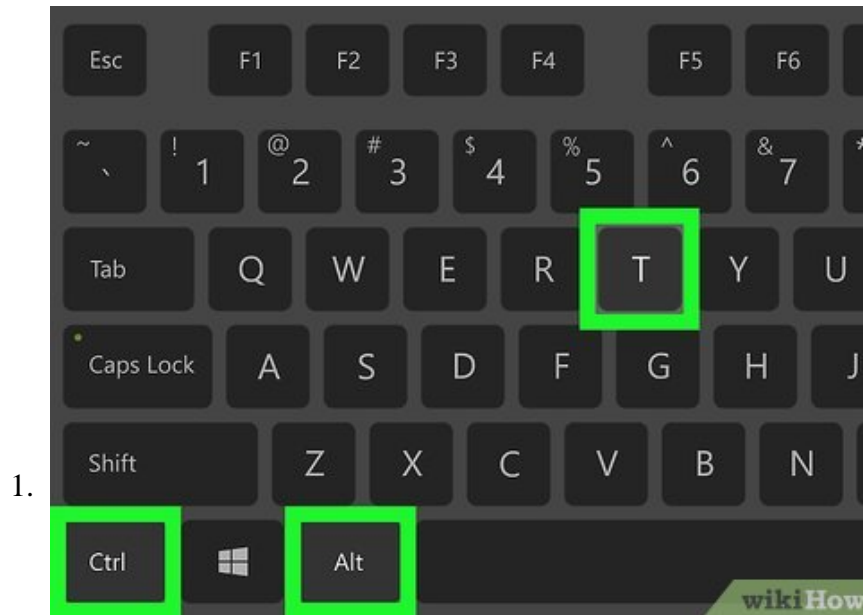 Esc F1 F2 F3 F4 F5 F6
~ ` ! 1 @ 2 # 3 $ 4 % 5 ^ 6 & 7 *
Tab Q W E R T Y U
Caps Lock A S D F G H J
Shift Z X C V B N
1.
Ctrl Alt
wikiHow